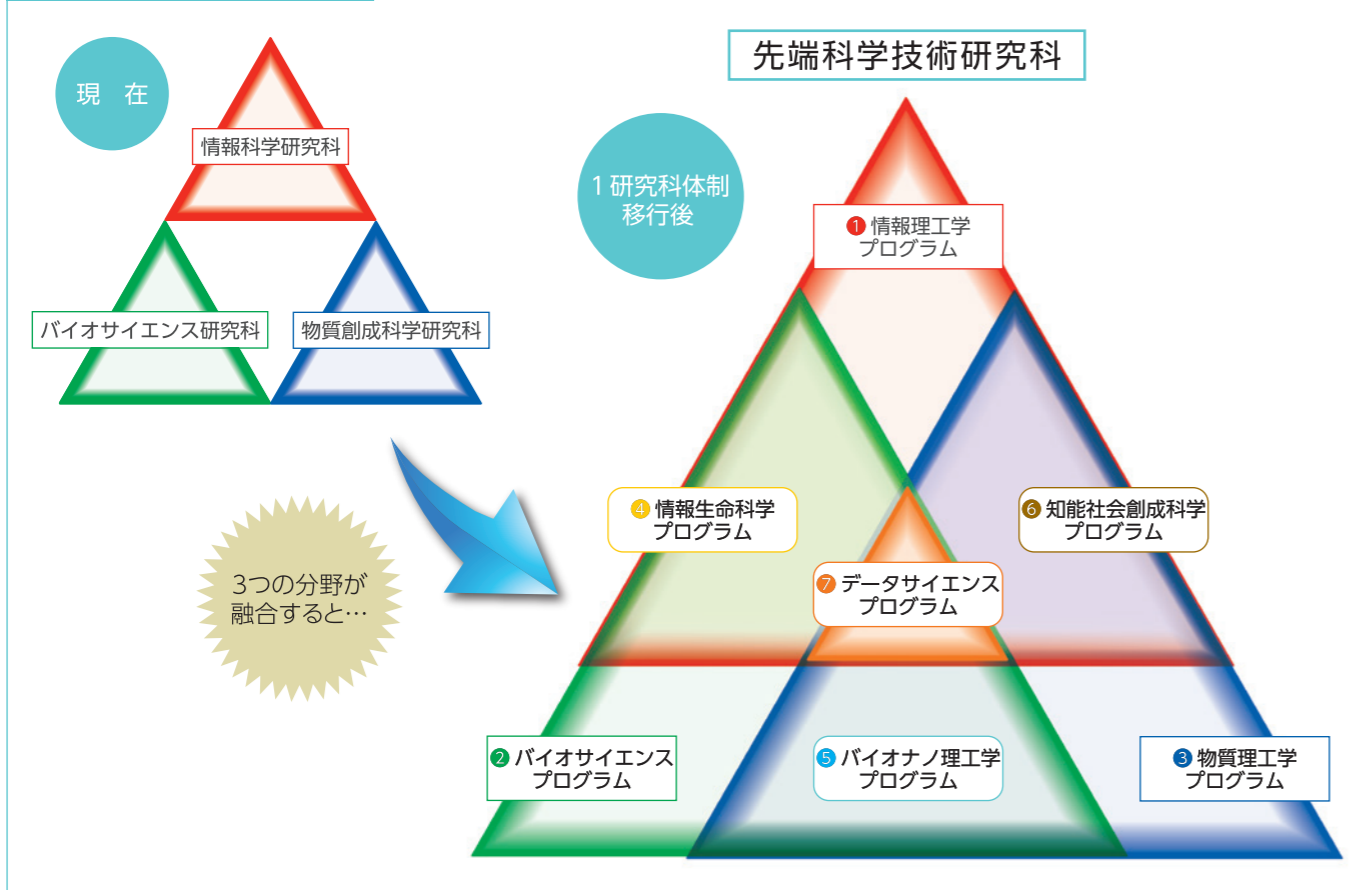 現 在
情報科学研究科
バイオサイエンス研究科
物質創成科学研究科
3つの分野が
融合すると…
先端科学技術研究科
1研究科体制
移行後
❶ 情報理工学
プログラム
❹ 情報生命科学
プログラム
❻ 知能社会創成科学
プログラム
❼ データサイエンス
プログラム
❷ バイオサイエンス
プログラム
❺ バイオナノ理工学
プログラム
❸ 物質理工学
プログラム